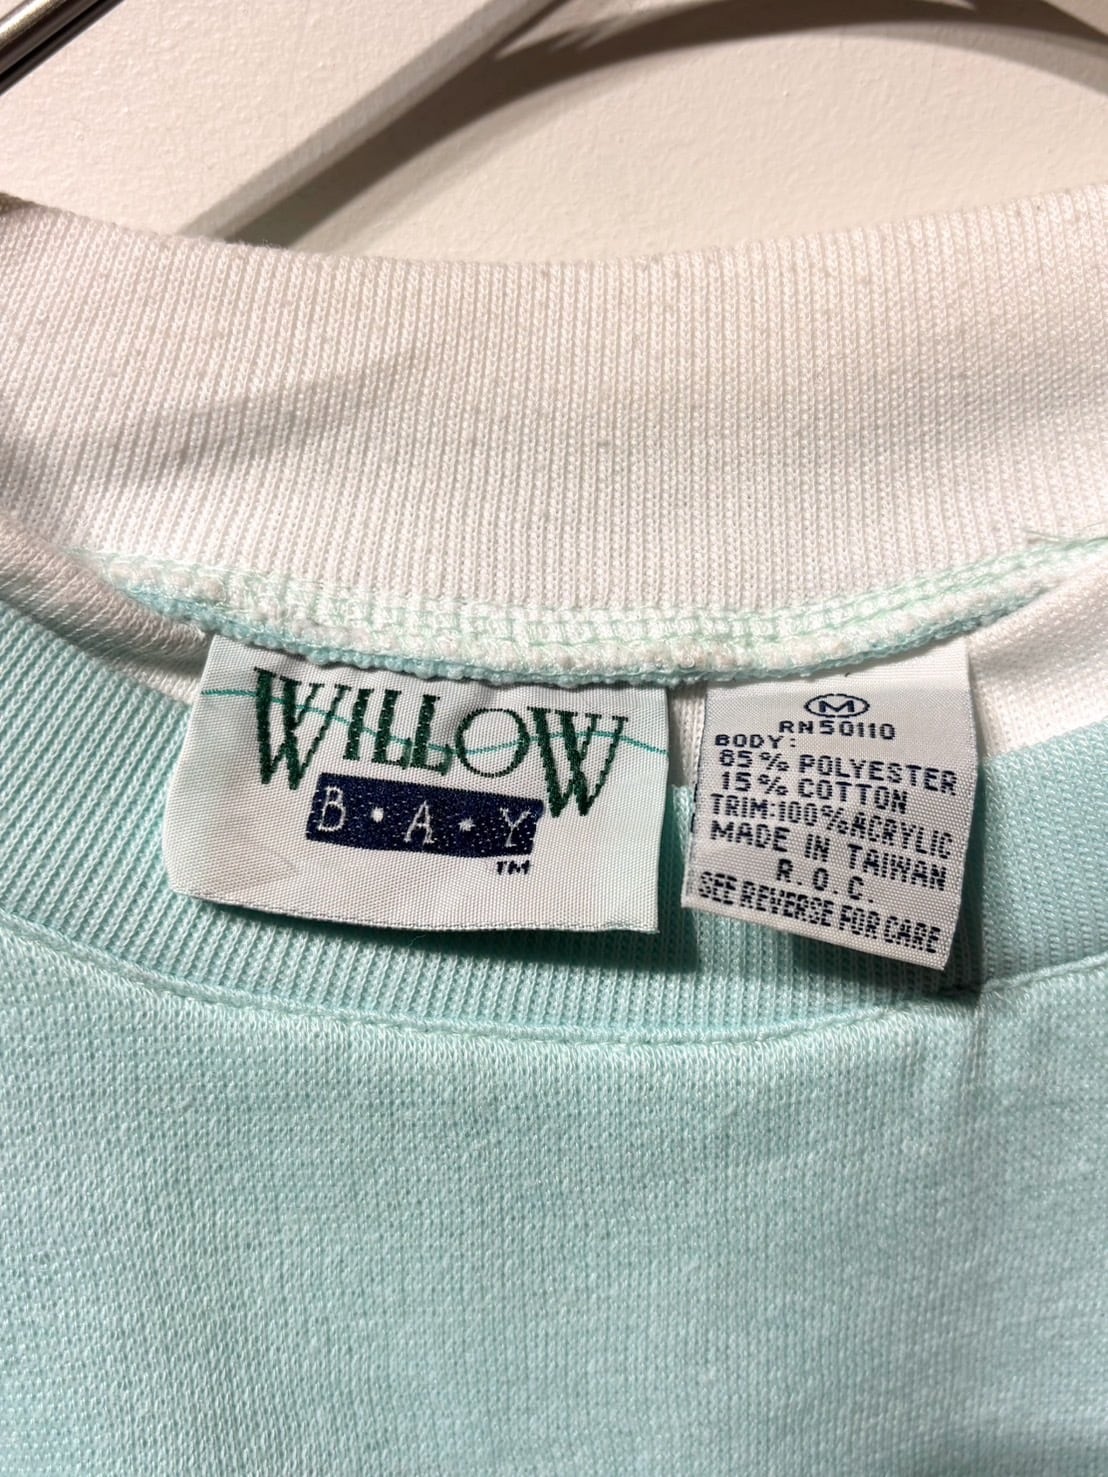 WILLOW
B•A•Y
TM
M
RN50110
BODY:
85% POLYESTER
15% COTTON
TRIM:100%ACRYLIC
MADE IN TAIWAN
R.O.C.
SEE REVERSE FOR CARE